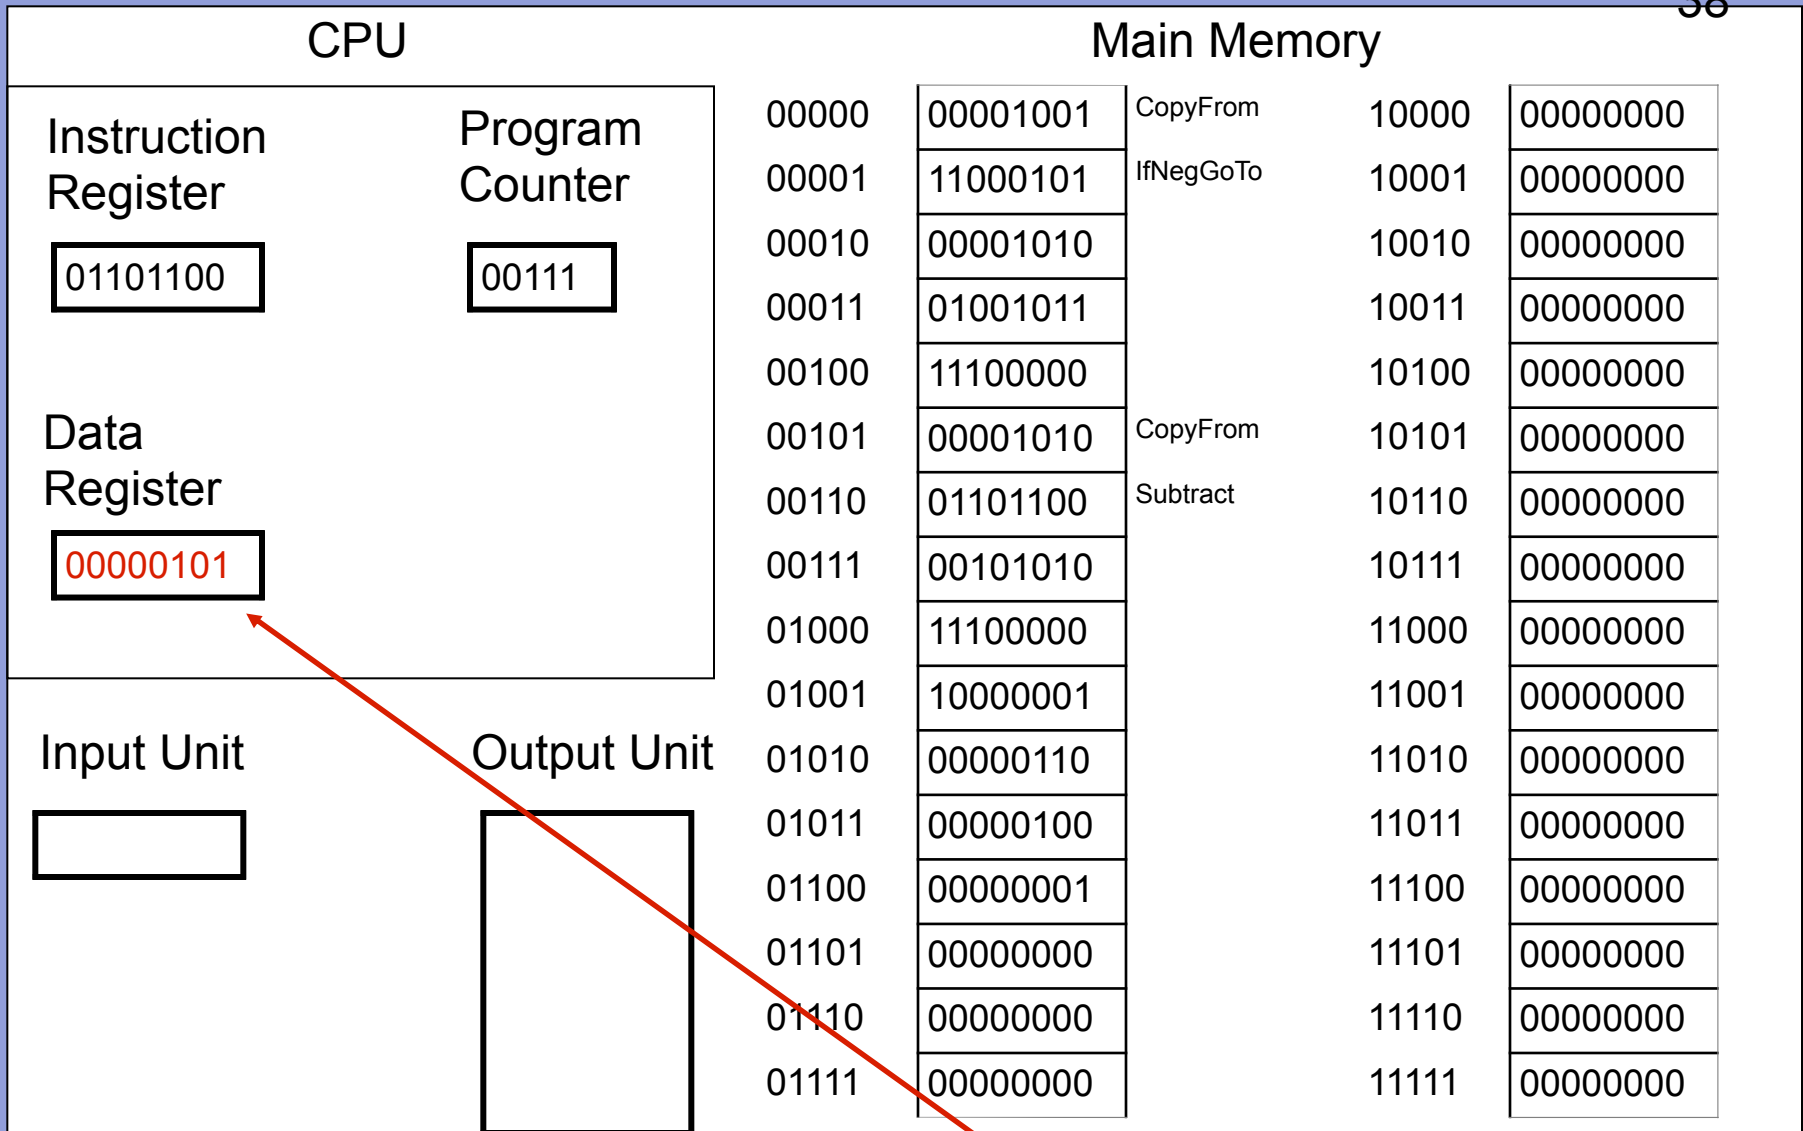 38
CPU
Main Memory
Instruction
Register
Program
Counter
01101100
00111
Data
Register
00000101
Input Unit
Output Unit
00000 00001001 CopyFrom 10000 00000000
00001 11000101 IfNegGoTo 10001 00000000
00010 00001010 10010 00000000
00011 01001011 10011 00000000
00100 11100000 10100 00000000
00101 00001010 CopyFrom 10101 00000000
00110 01101100 Subtract 10110 00000000
00111 00101010 10111 00000000
01000 11100000 11000 00000000
01001 10000001 11001 00000000
01010 00000110 11010 00000000
01011 00000100 11011 00000000
01100 00000001 11100 00000000
01101 00000000 11101 00000000
01110 00000000 11110 00000000
01111 00000000 11111 00000000